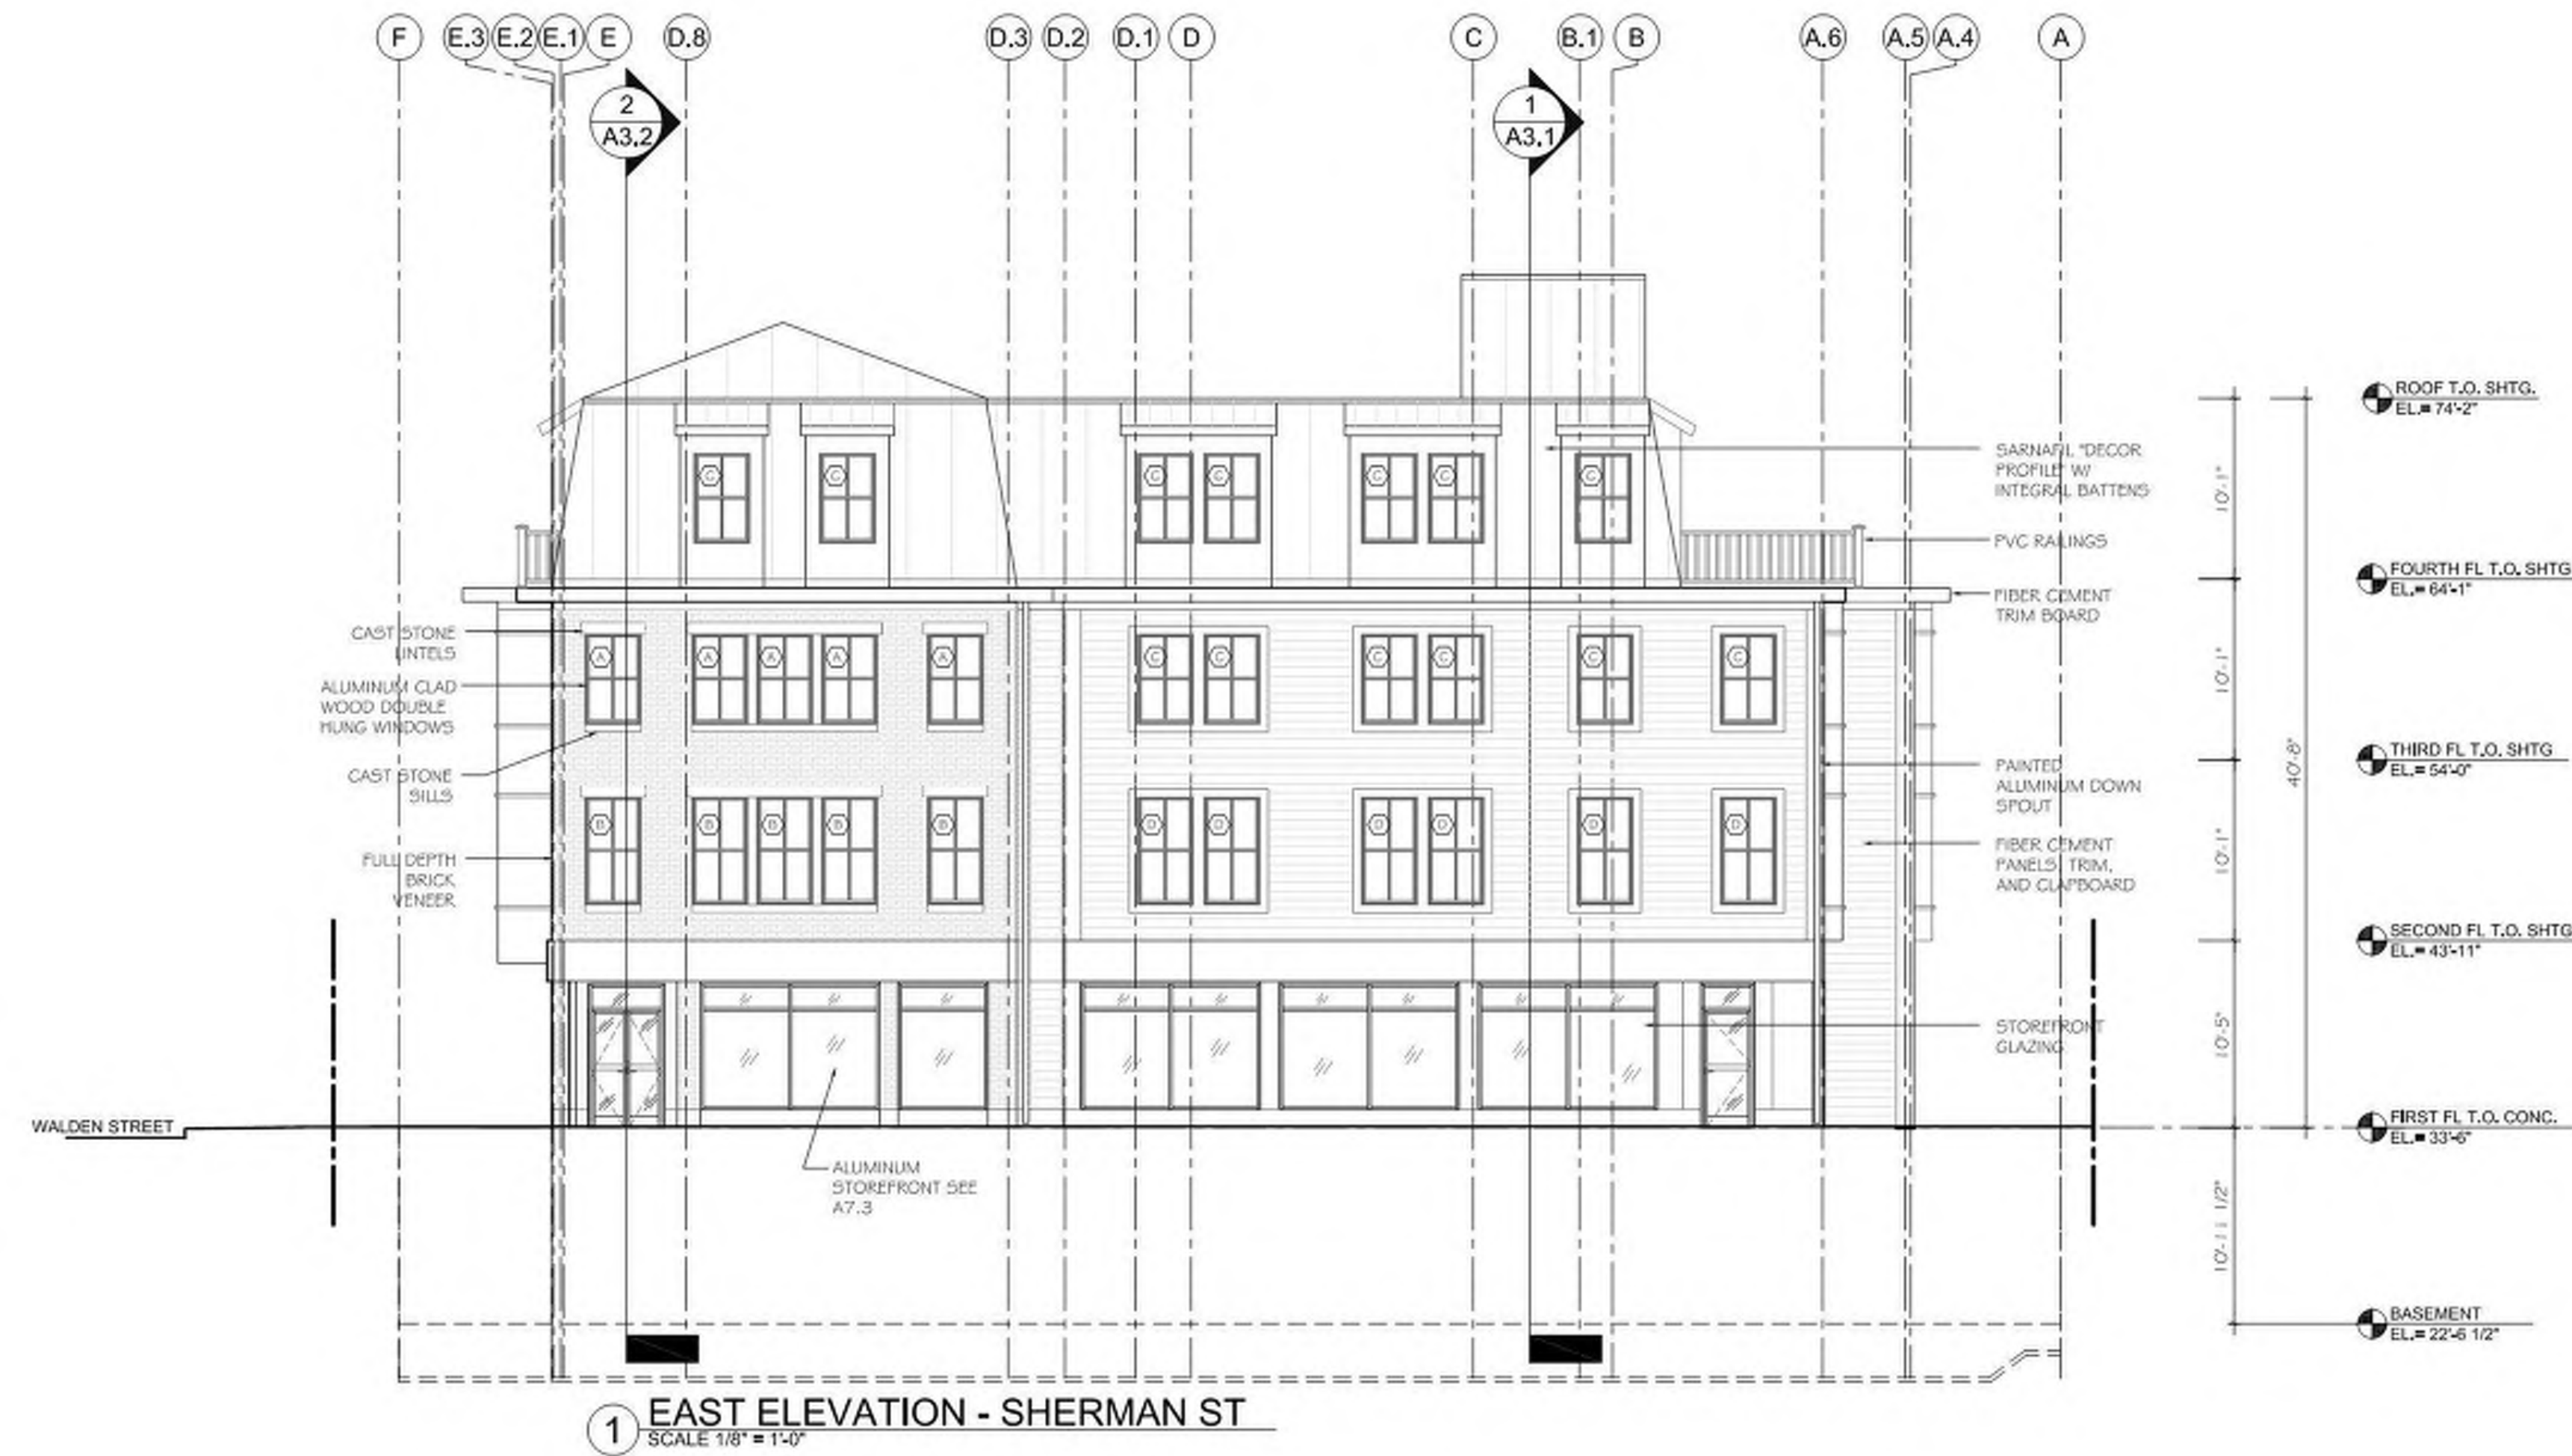 F E.3 E.2 E.1 E D.8 D.3 D.2 D.1 D C B.1 B A.6 A.5 A.4 A
2
A3.2
1
A3.1
ROOF T.O. SHTG.
EL.= 74'-2"
SARNAFIL "DECOR
PROFILE" W/
INTEGRAL BATTENS
10'-1"
C C C C C C C
PVC RAILINGS
FOURTH FL T.O. SHTG
EL.= 64'-1"
FIBER CEMENT
TRIM BOARD
CAST STONE
LINTELS
A A A A A C C C C C C
10'-1"
ALUMINUM CLAD
WOOD DOUBLE
HUNG WINDOWS
THIRD FL T.O. SHTG
EL.= 54'-0"
40'-8"
CAST STONE
SILLS
PAINTED
ALUMINUM DOWN
SPOUT
B B B B B D D D D D D
10'-1"
FULL DEPTH
BRICK
VENEER
FIBER CEMENT
PANELS, TRIM,
AND CLAPBOARD
SECOND FL T.O. SHTG
EL.= 43'-11"
STOREFRONT
GLAZING
10'-5"
WALDEN STREET
FIRST FL T.O. CONC.
EL.= 33'-6"
ALUMINUM
STOREFRONT SEE
A7.3
10'-11 1/2"
BASEMENT
EL.= 22'-6 1/2"
1
EAST ELEVATION - SHERMAN ST
SCALE 1/8" = 1'-0"